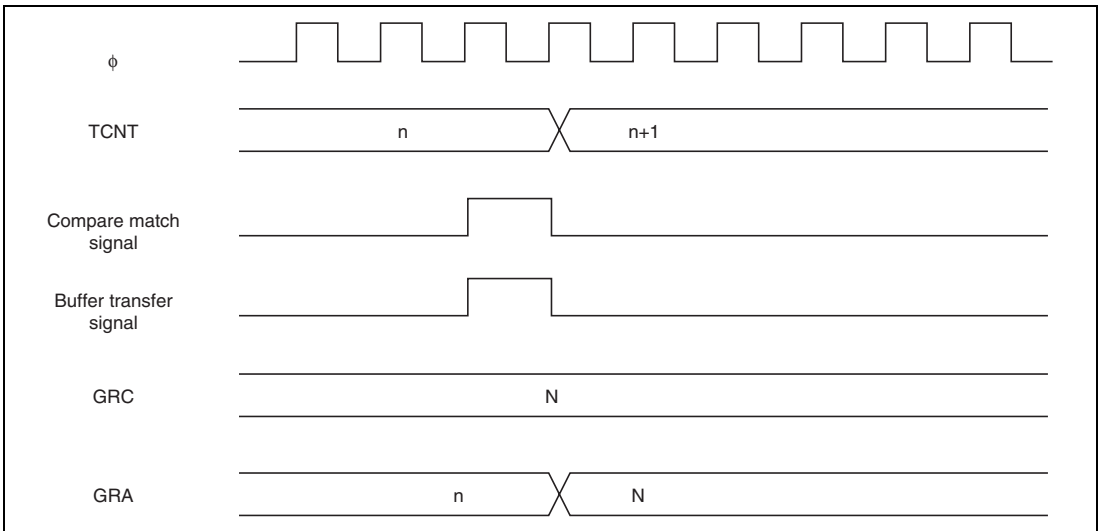 ϕ
TCNT
n
n+1
Compare match
signal
Buffer transfer
signal
GRC
N
GRA
n
N